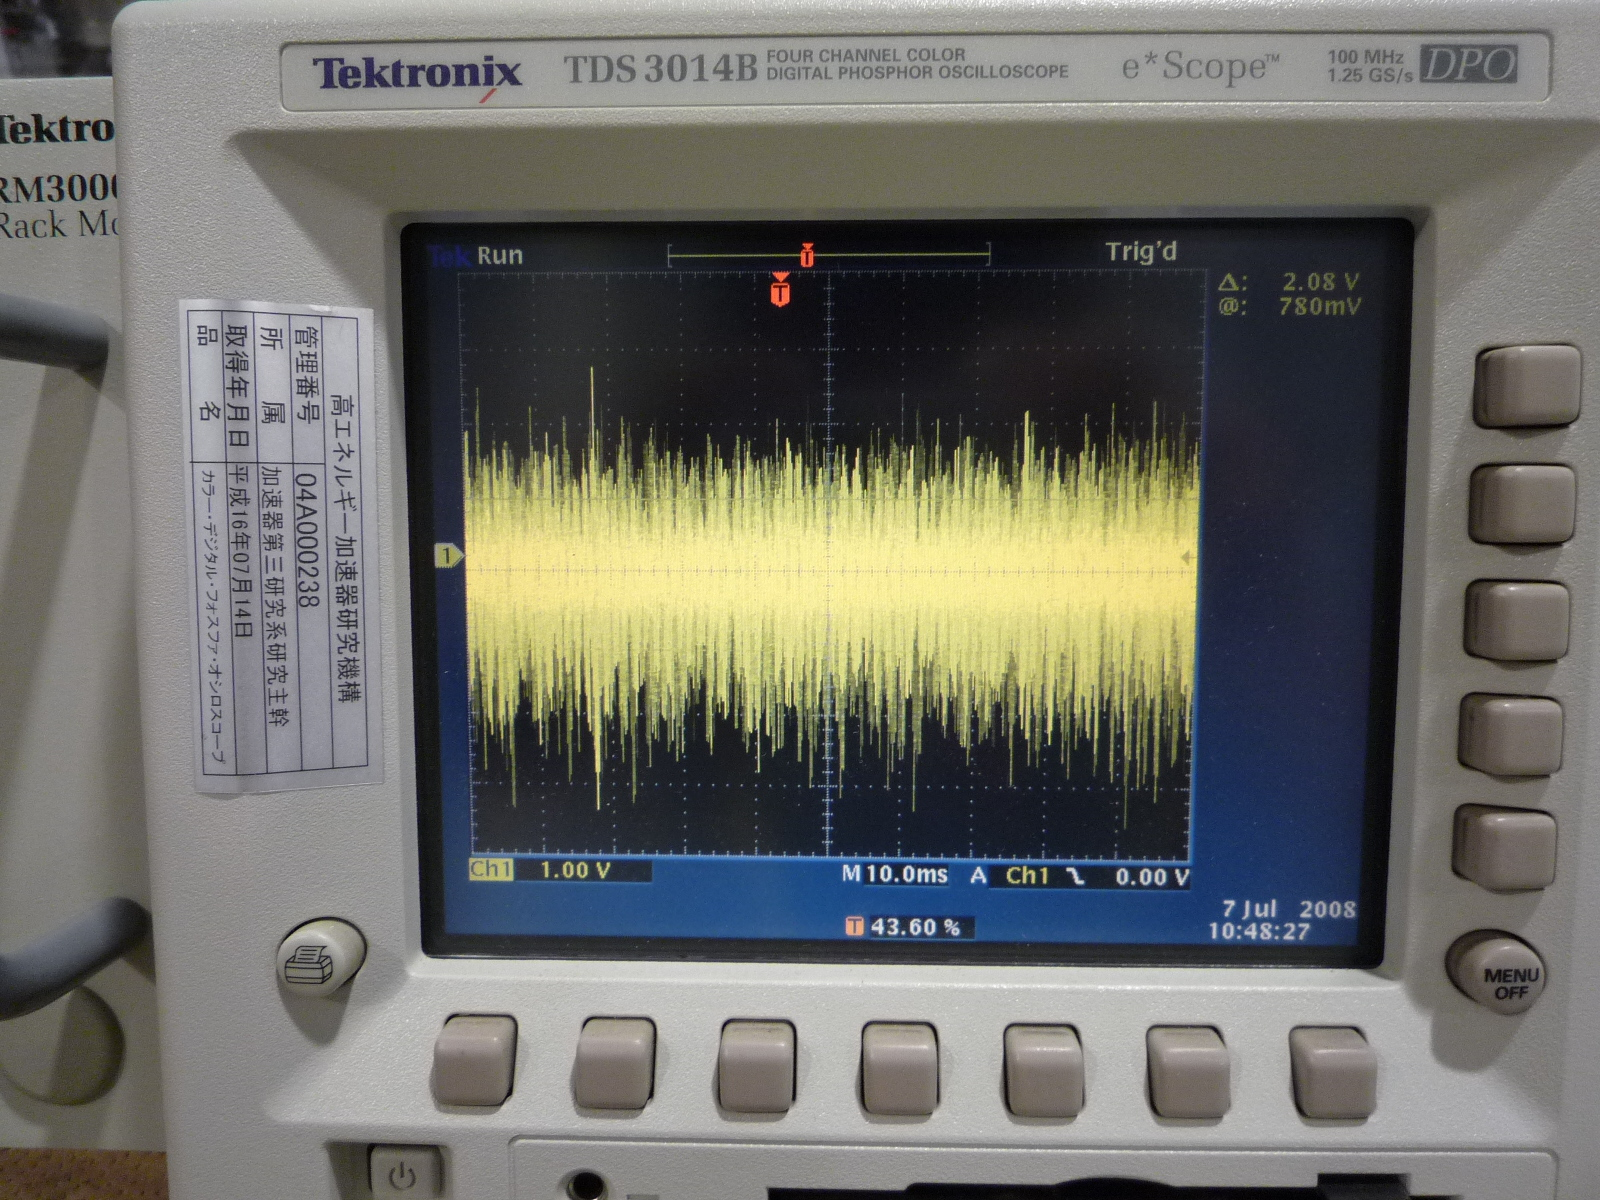 Tektronix TDS 3014B FOUR CHANNEL COLOR DIGITAL PHOSPHOR OSCILLOSCOPE e*Scope™ 100 MHz 1.25 GS/s DPO
Tektro
RM3000
Rack Mo
高エネルギー加速器研究機構
管理番号 04A000238
所属 加速器第三研究系研究主幹
取得年月日 平成16年07月14日
品名 カラー・デジタル・フォスファ・オシロスコープ
Tek Run Trig'd
T
T
Δ: 2.08 V
@: 780mV
1
Ch1 1.00 V M 10.0ms A Ch1 0.00 V
T 43.60 %
7 Jul 2008
10:48:27
MENU
OFF